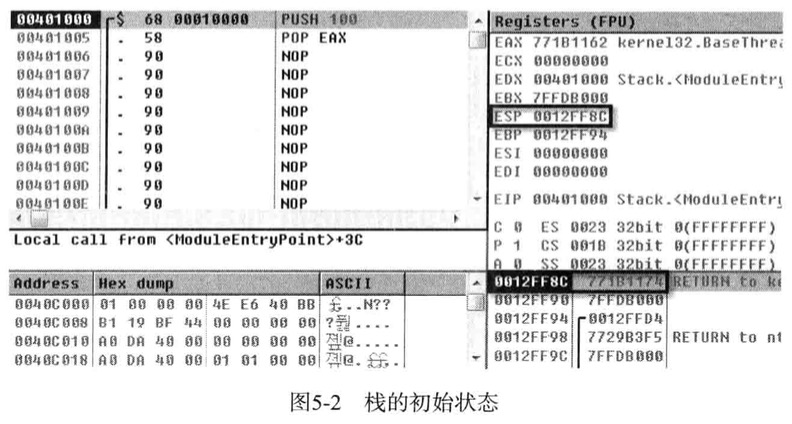 00401000 $ 68 00010000 PUSH 100
00401005 . 58 POP EAX
00401006 . 90 NOP
00401007 . 90 NOP
00401008 . 90 NOP
00401009 . 90 NOP
0040100A . 90 NOP
0040100B . 90 NOP
0040100C . 90 NOP
0040100D . 90 NOP
0040100E . 90 NOP
Local call from <ModuleEntryPoint>+3C
Registers (FPU)
EAX 771B1162 kernel32.BaseThrea
ECX 00000000
EDX 00401000 Stack.<ModuleEntry
EBX 7FFDB000
ESP 0012FF8C
EBP 0012FF94
ESI 00000000
EDI 00000000
EIP 00401000 Stack.<ModuleEntry
C 0 ES 0023 32bit 0(FFFFFFFF)
P 1 CS 001B 32bit 0(FFFFFFFF)
A 0 SS 0023 32bit 0(FFFFFFFF)
Address Hex dump ASCII
0040C000 01 00 00 00 4E E6 40 BB ..N??
0040C008 B1 19 BF 44 00 00 00 00
0040C010 A0 DA 40 00 00 00 00 00
0040C018 A0 DA 40 00 01 01 00 00
0012FF8C 771B1174 RETURN to ke
0012FF90 7FFDB000
0012FF94 0012FFD4
0012FF98 7729B3F5 RETURN to nt
0012FF9C 7FFDB000
图5-2 栈的初始状态